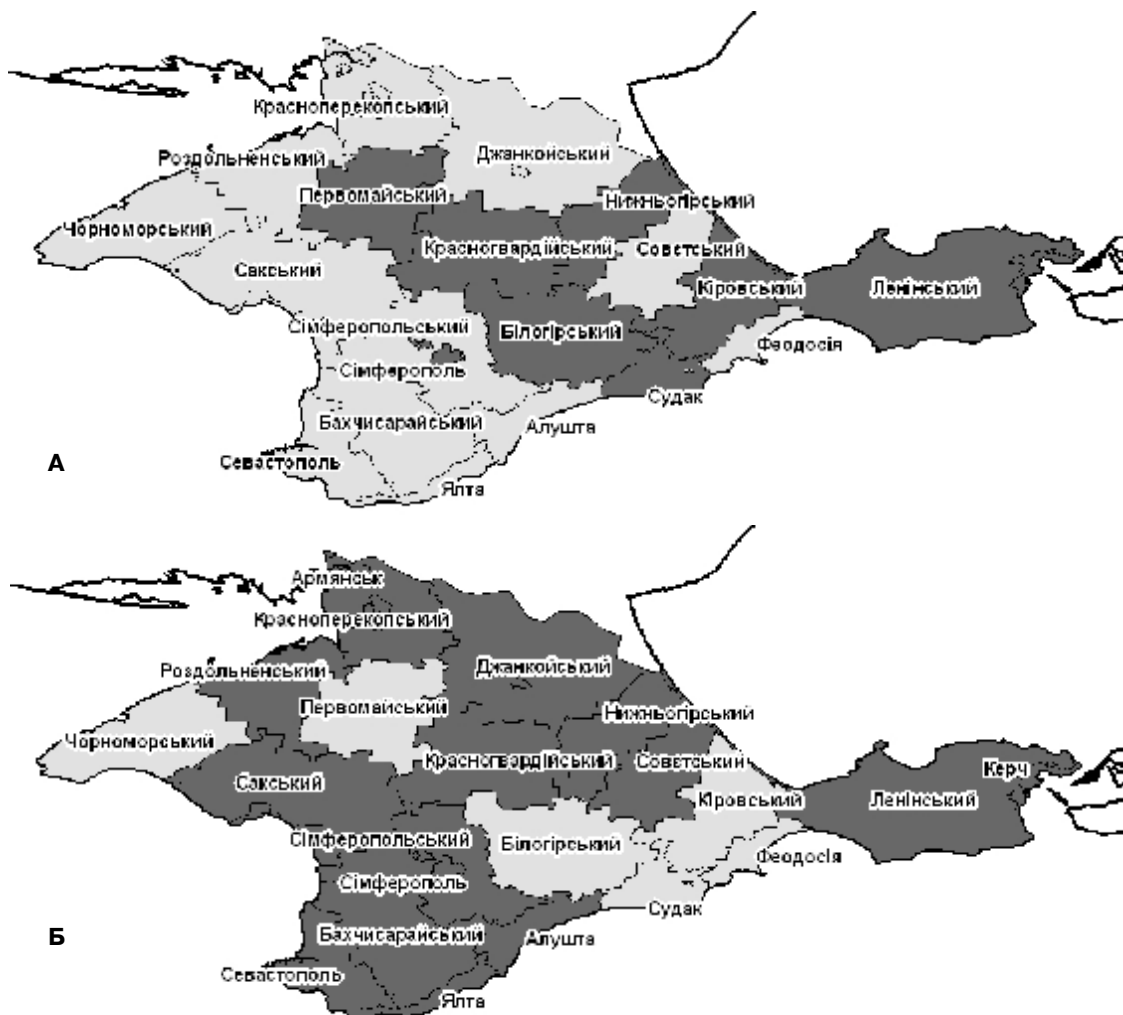 Красноперекопський
Роздольненський
Джанкойський
Первомайський
Нижньогірський
Чорноморський
Красногвардійський
Совєтський
Сакський
Кіровський
Ленінський
Сімферопольський
Білогірський
Феодосія
Сімферополь
Судак
Бахчисарайський
Алушта
А
Севастополь
Ялта
Армянськ
Красноперекопський
Роздольненський
Джанкойський
Первомайський
Нижньогірський
Чорноморський
Красногвардійський
Совєтський
Керч
Сакський
Кіровський
Ленінський
Сімферопольський
Білогірський
Феодосія
Сімферополь
Судак
Бахчисарайський
Алушта
Б
Севастополь
Ялта